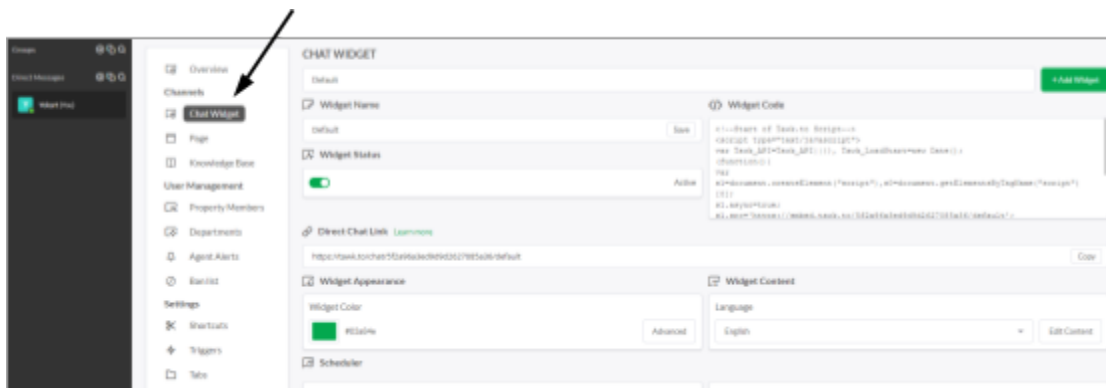 Groups
Direct Messages
Overview
Channels
Chat Widget
Page
Knowledge Base
User Management
Property Members
Departments
Agent Alerts
Ban list
Settings
Shortcuts
Triggers
Tabs
CHAT WIDGET
Default
+ Add Widget
Widget Name
Default
Save
Widget Status
Active
Widget Code
<!--Start of Tawk.to Script-->
<script type="text/javascript">
var Tawk_API=Tawk_API||{}, Tawk_LoadStart=new Date();
(function(){
var
s1=document.createElement("script"),s0=document.getElementsByTagName("script")
[0];
s1.async=true;
Direct Chat Link Learn more
Copy
Widget Appearance
Widget Color
Advanced
Widget Content
Language
English
Edit Content
Scheduler